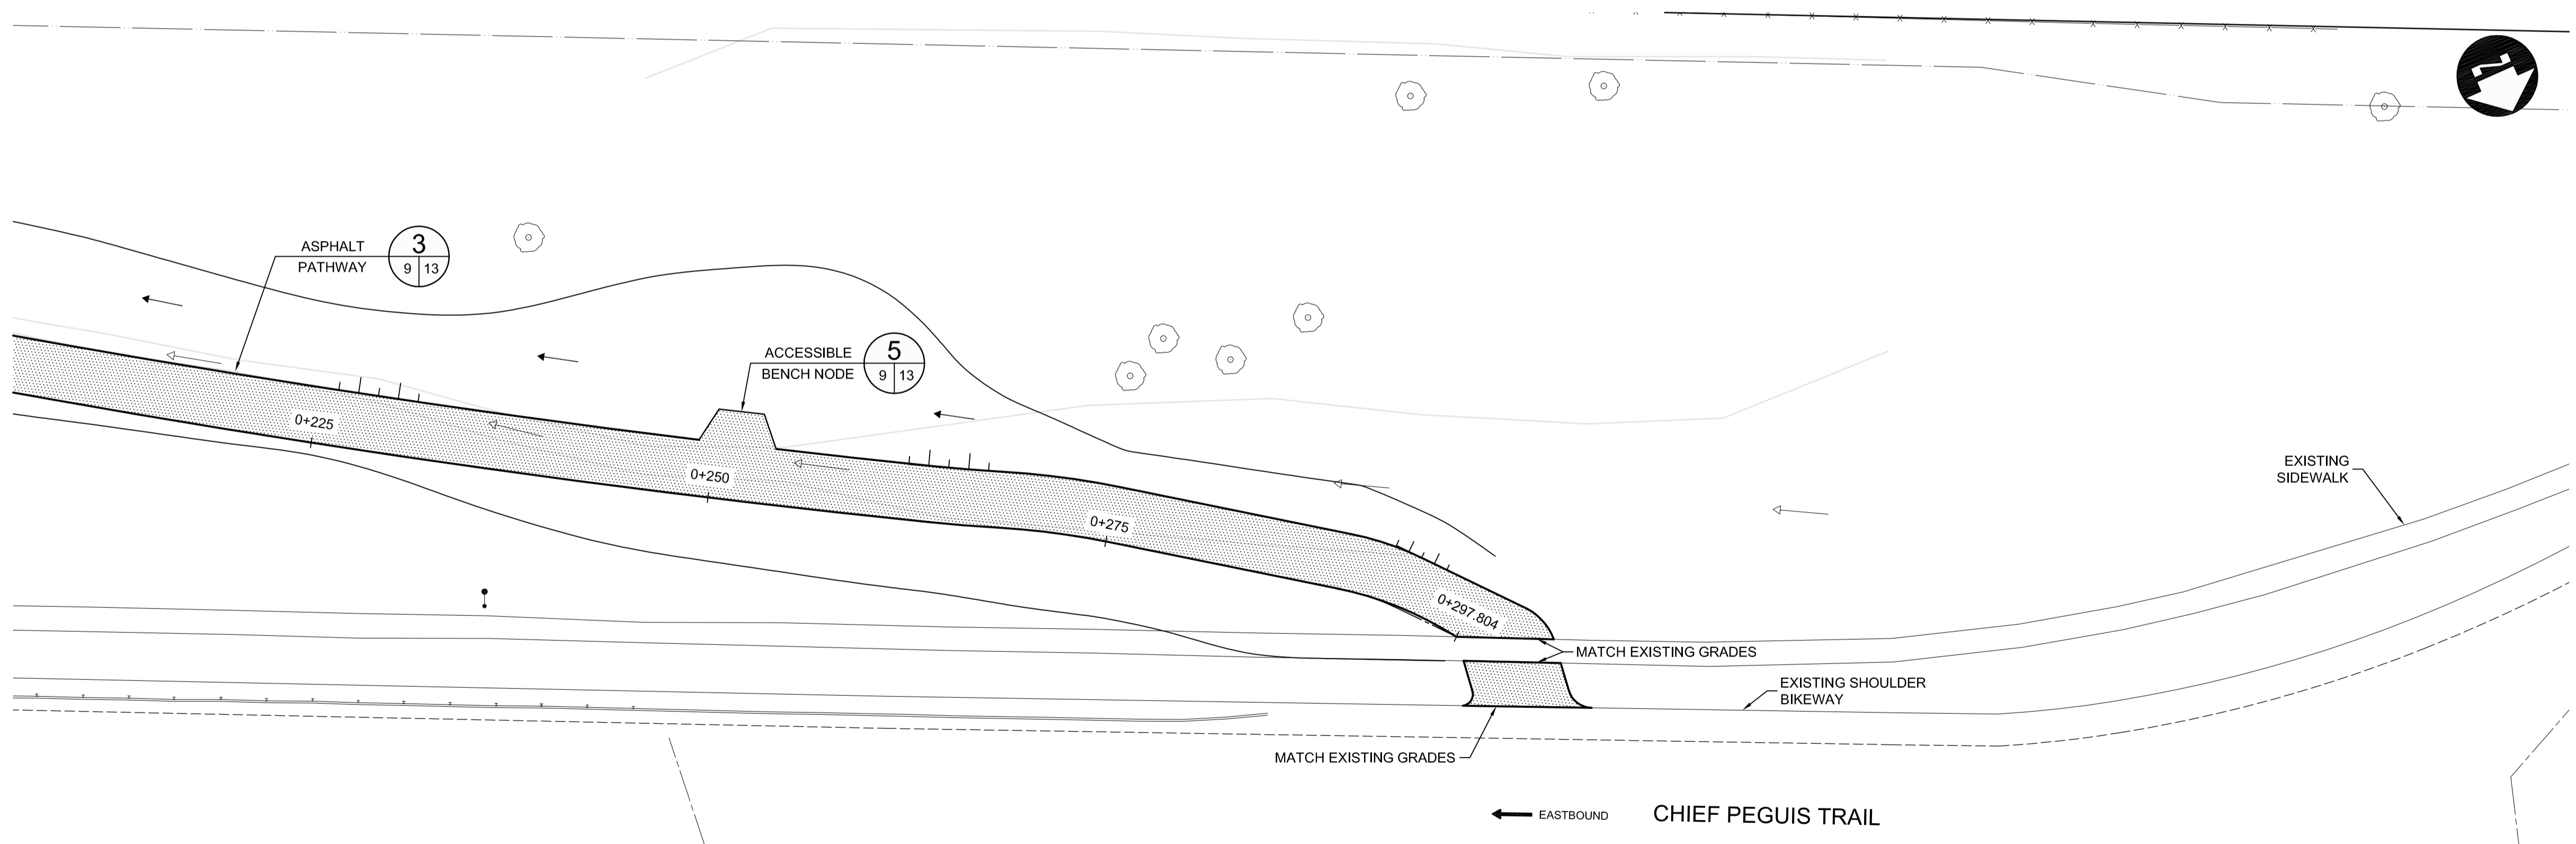 ASPHALT
PATHWAY
3
9 13
ACCESSIBLE
BENCH NODE
5
9 13
0+225
0+250
0+275
0+297.804
EXISTING
SIDEWALK
MATCH EXISTING GRADES
EXISTING SHOULDER
BIKEWAY
MATCH EXISTING GRADES
EASTBOUND
CHIEF PEGUIS TRAIL